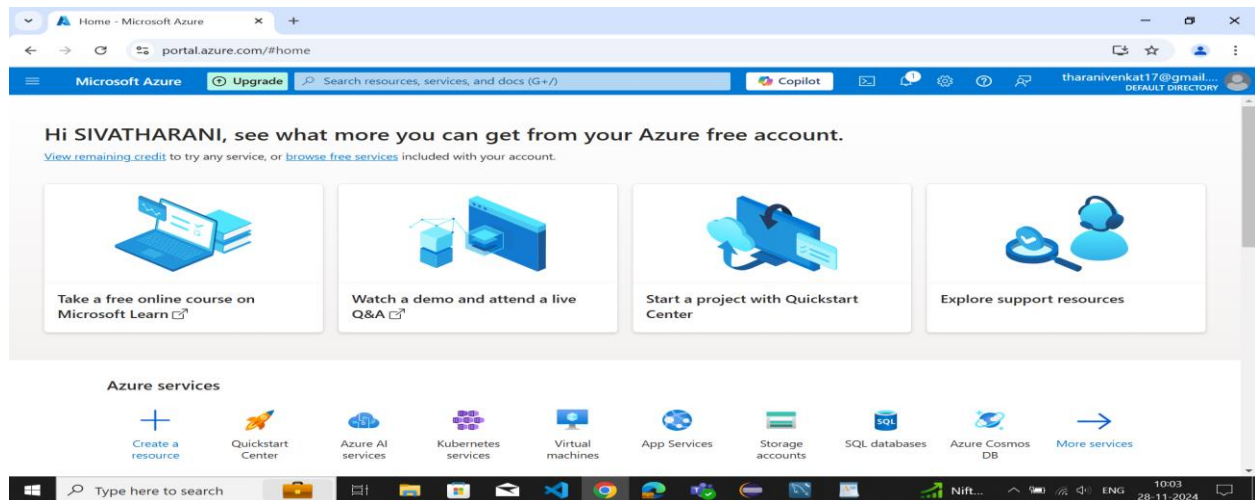 Home - Microsoft Azure
portal.azure.com/#home
Microsoft Azure
Upgrade
Search resources, services, and docs (G+/)
Copilot
1
tharanivenkat17@gmail....
DEFAULT DIRECTORY
Hi SIVATHARANI, see what more you can get from your Azure free account.
View remaining credit to try any service, or browse free services included with your account.
Take a free online course on
Microsoft Learn
Watch a demo and attend a live
Q&A
Start a project with Quickstart
Center
Explore support resources
Azure services
Create a
resource
Quickstart
Center
Azure AI
services
Kubernetes
services
Virtual
machines
App Services
Storage
accounts
SQL
SQL databases
Azure Cosmos
DB
More services
Type here to search
Nift...
ENG
10:03
28-11-2024